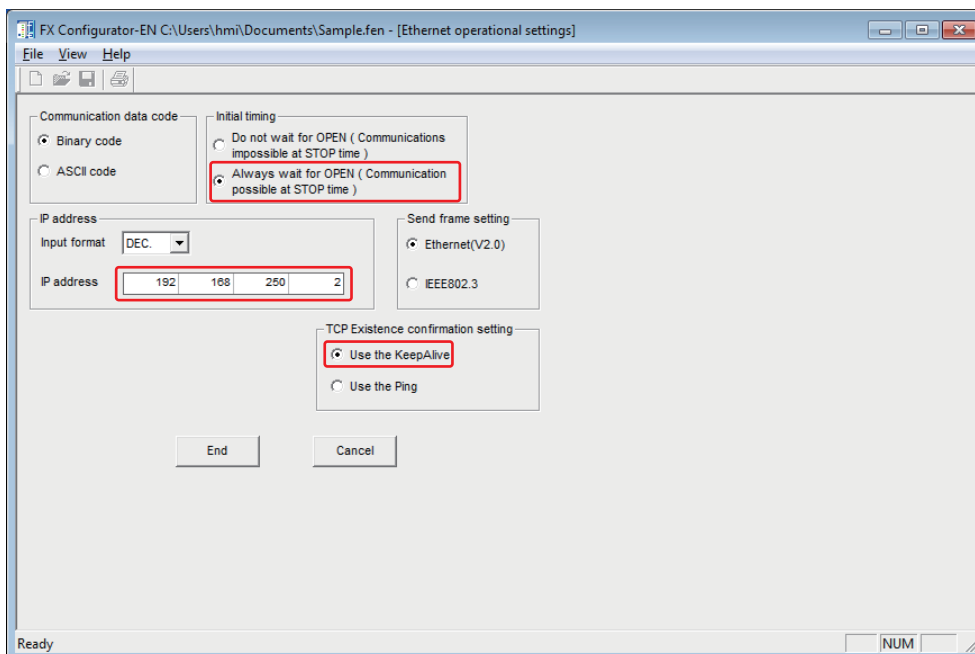 FX Configurator-EN C:\Users\hmi\Documents\Sample.fen - [Ethernet operational settings]
File View Help
Communication data code
Binary code
ASCII code
Initial timing
Do not wait for OPEN ( Communications
impossible at STOP time )
Always wait for OPEN ( Communication
possible at STOP time )
IP address
Input format DEC.
IP address 192 168 250 2
Send frame setting
Ethernet(V2.0)
IEEE802.3
TCP Existence confirmation setting
Use the KeepAlive
Use the Ping
End Cancel
Ready NUM